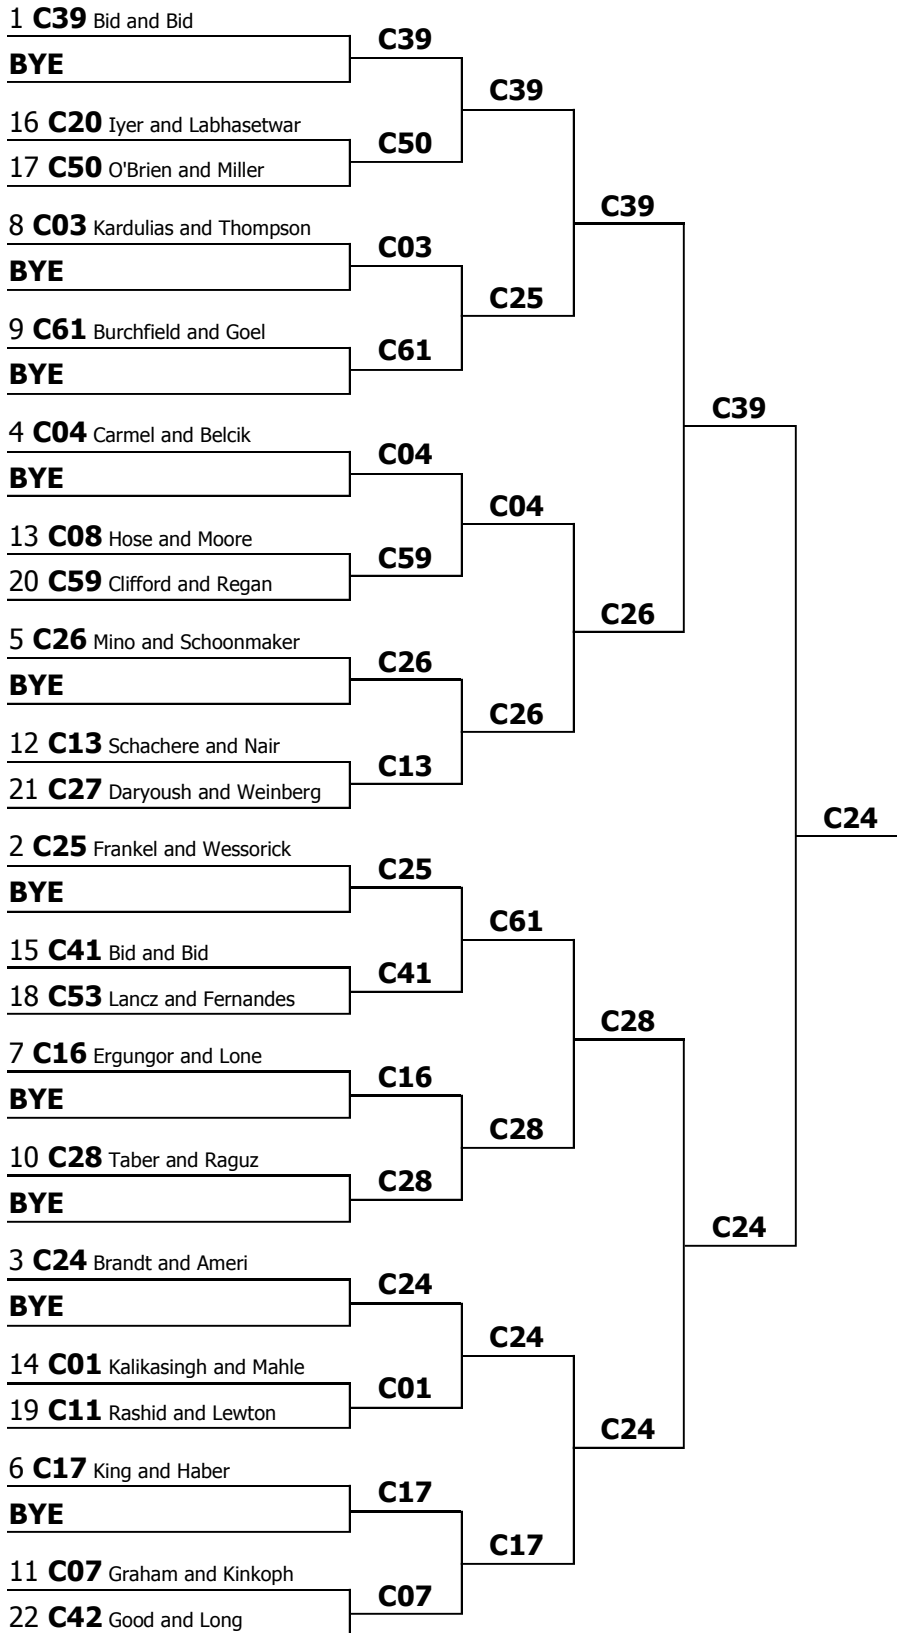 1 C39 Bid and Bid
BYE
16 C20 Iyer and Labhasetwar
17 C50 O'Brien and Miller
8 C03 Kardulias and Thompson
BYE
9 C61 Burchfield and Goel
BYE
4 C04 Carmel and Belcik
BYE
13 C08 Hose and Moore
20 C59 Clifford and Regan
5 C26 Mino and Schoonmaker
BYE
12 C13 Schachere and Nair
21 C27 Daryoush and Weinberg
2 C25 Frankel and Wessorick
BYE
15 C41 Bid and Bid
18 C53 Lancz and Fernandes
7 C16 Ergungor and Lone
BYE
10 C28 Taber and Raguz
BYE
3 C24 Brandt and Ameri
BYE
14 C01 Kalikasingh and Mahle
19 C11 Rashid and Lewton
6 C17 King and Haber
BYE
11 C07 Graham and Kinkoph
22 C42 Good and Long
C39
C50
C03
C61
C04
C59
C26
C13
C25
C41
C16
C28
C24
C01
C17
C07
C39
C25
C04
C26
C61
C28
C24
C17
C39
C26
C28
C24
C39
C24
C24